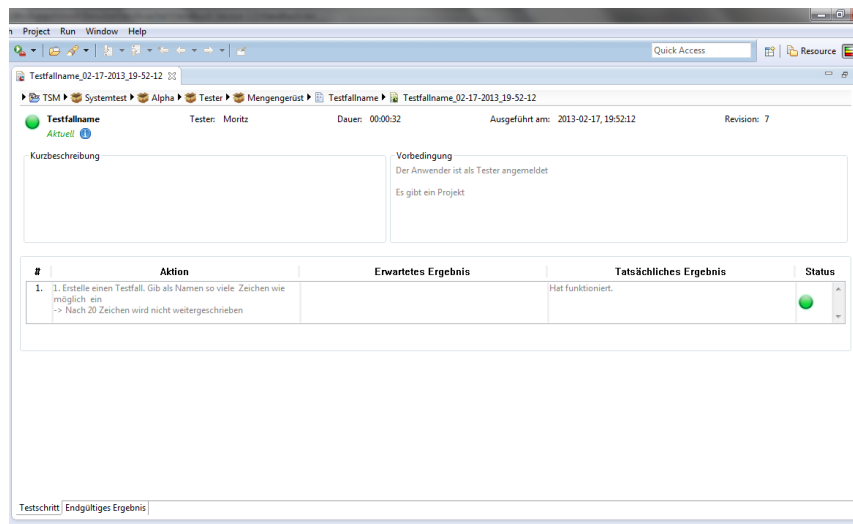 Project Run Window Help
Quick Access
Resource
Testfallname_02-17-2013_19-52-12
TSM Systemtest Alpha Tester Mengengerüst Testfallname Testfallname_02-17-2013_19-52-12
Testfallname Tester: Moritz Dauer: 00:00:32 Ausgeführt am: 2013-02-17, 19:52:12 Revision: 7
Aktuell
Kurzbeschreibung
Vorbedingung
Der Anwender ist als Tester angemeldet
Es gibt ein Projekt
# Aktion Erwartetes Ergebnis Tatsächliches Ergebnis Status
1. 1. Erstelle einen Testfall. Gib als Namen so viele Zeichen wie
möglich ein
-> Nach 20 Zeichen wird nicht weitergeschrieben
Hat funktioniert.
Testschritt Endgültiges Ergebnis